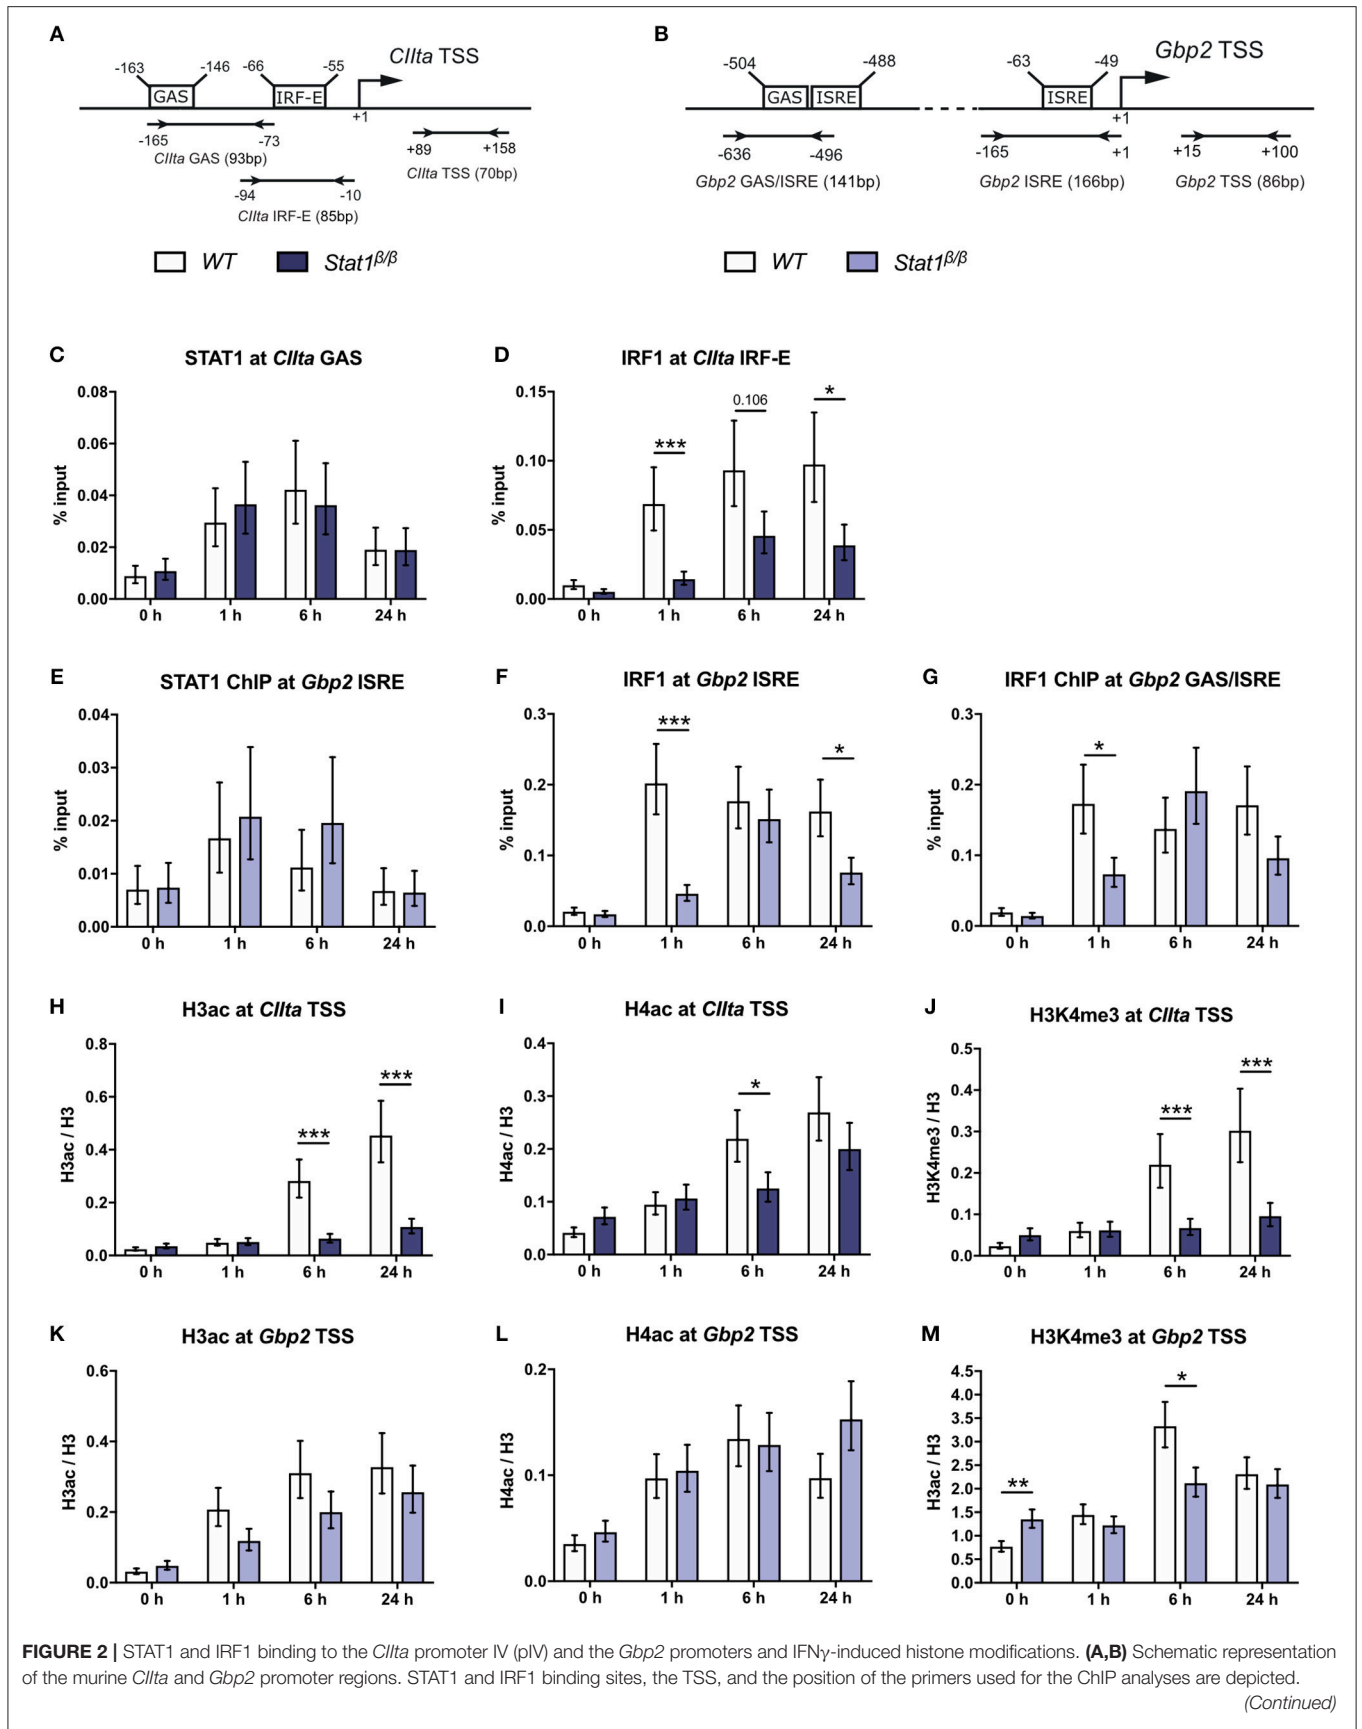 A
CIIta TSS
-163
-146
-66
-55
GAS
IRF-E
+1
-165
-73
CIIta GAS (93bp)
+89
+158
CIIta TSS (70bp)
-94
-10
CIIta IRF-E (85bp)
WT
Stat1β/β
B
Gbp2 TSS
-504
-488
-63
-49
GAS
ISRE
ISRE
+1
-636
-496
-165
+1
+15
+100
Gbp2 GAS/ISRE (141bp)
Gbp2 ISRE (166bp)
Gbp2 TSS (86bp)
WT
Stat1β/β
C
STAT1 at CIIta GAS
% input
0.08
0.06
0.04
0.02
0.00
0 h 1 h 6 h 24 h
D
IRF1 at CIIta IRF-E
% input
0.15
0.10
0.05
0.00
***
0.106
*
0 h 1 h 6 h 24 h
E
STAT1 ChIP at Gbp2 ISRE
% input
0.04
0.03
0.02
0.01
0.00
0 h 1 h 6 h 24 h
F
IRF1 at Gbp2 ISRE
% input
0.3
0.2
0.1
0.0
***
*
0 h 1 h 6 h 24 h
G
IRF1 ChIP at Gbp2 GAS/ISRE
% input
0.3
0.2
0.1
0.0
*
0 h 1 h 6 h 24 h
H
H3ac at CIIta TSS
H3ac / H3
0.8
0.6
0.4
0.2
0.0
***
***
0 h 1 h 6 h 24 h
I
H4ac at CIIta TSS
H4ac / H3
0.4
0.3
0.2
0.1
0.0
*
0 h 1 h 6 h 24 h
J
H3K4me3 at CIIta TSS
H3K4me3 / H3
0.5
0.4
0.3
0.2
0.1
0.0
***
***
0 h 1 h 6 h 24 h
K
H3ac at Gbp2 TSS
H3ac / H3
0.6
0.4
0.2
0.0
0 h 1 h 6 h 24 h
L
H4ac at Gbp2 TSS
H4ac / H3
0.2
0.1
0.0
0 h 1 h 6 h 24 h
M
H3K4me3 at Gbp2 TSS
H3ac / H3
4.5
4.0
3.5
3.0
2.5
2.0
1.5
1.0
0.5
0.0
**
*
0 h 1 h 6 h 24 h
FIGURE 2 | STAT1 and IRF1 binding to the CIIta promoter IV (pIV) and the Gbp2 promoters and IFNγ-induced histone modifications. (A,B) Schematic representation
of the murine CIIta and Gbp2 promoter regions. STAT1 and IRF1 binding sites, the TSS, and the position of the primers used for the ChIP analyses are depicted.
(Continued)